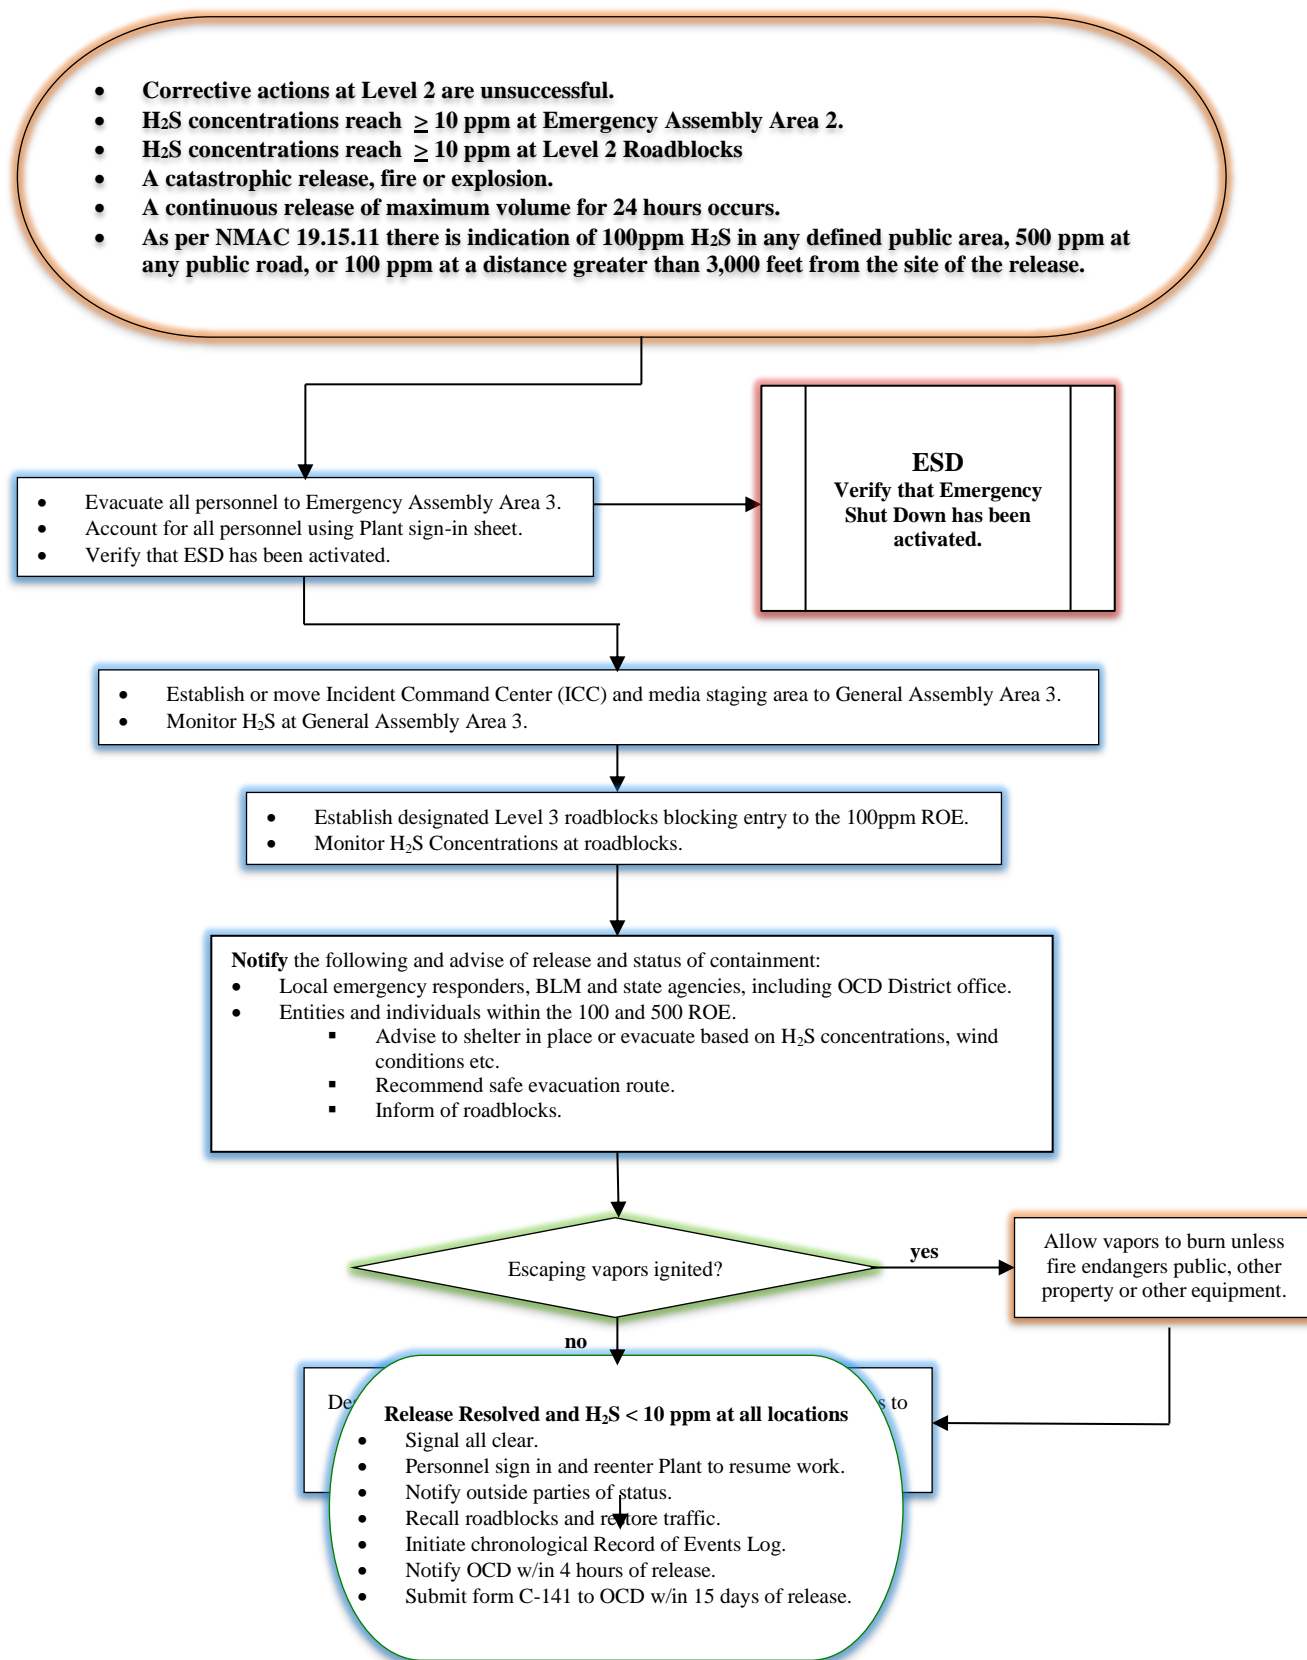 • Corrective actions at Level 2 are unsuccessful.
• H₂S concentrations reach ≥ 10 ppm at Emergency Assembly Area 2.
• H₂S concentrations reach ≥ 10 ppm at Level 2 Roadblocks
• A catastrophic release, fire or explosion.
• A continuous release of maximum volume for 24 hours occurs.
• As per NMAC 19.15.11 there is indication of 100ppm H₂S in any defined public area, 500 ppm at
any public road, or 100 ppm at a distance greater than 3,000 feet from the site of the release.
ESD
Verify that Emergency
Shut Down has been
activated.
• Evacuate all personnel to Emergency Assembly Area 3.
• Account for all personnel using Plant sign-in sheet.
• Verify that ESD has been activated.
• Establish or move Incident Command Center (ICC) and media staging area to General Assembly Area 3.
• Monitor H₂S at General Assembly Area 3.
• Establish designated Level 3 roadblocks blocking entry to the 100ppm ROE.
• Monitor H₂S Concentrations at roadblocks.
Notify the following and advise of release and status of containment:
• Local emergency responders, BLM and state agencies, including OCD District office.
• Entities and individuals within the 100 and 500 ROE.
▪ Advise to shelter in place or evacuate based on H₂S concentrations, wind
conditions etc.
▪ Recommend safe evacuation route.
▪ Inform of roadblocks.
Escaping vapors ignited?
yes
Allow vapors to burn unless
fire endangers public, other
property or other equipment.
no
to
Release Resolved and H₂S < 10 ppm at all locations
• Signal all clear.
• Personnel sign in and reenter Plant to resume work.
• Notify outside parties of status.
• Recall roadblocks and restore traffic.
• Initiate chronological Record of Events Log.
• Notify OCD w/in 4 hours of release.
• Submit form C-141 to OCD w/in 15 days of release.